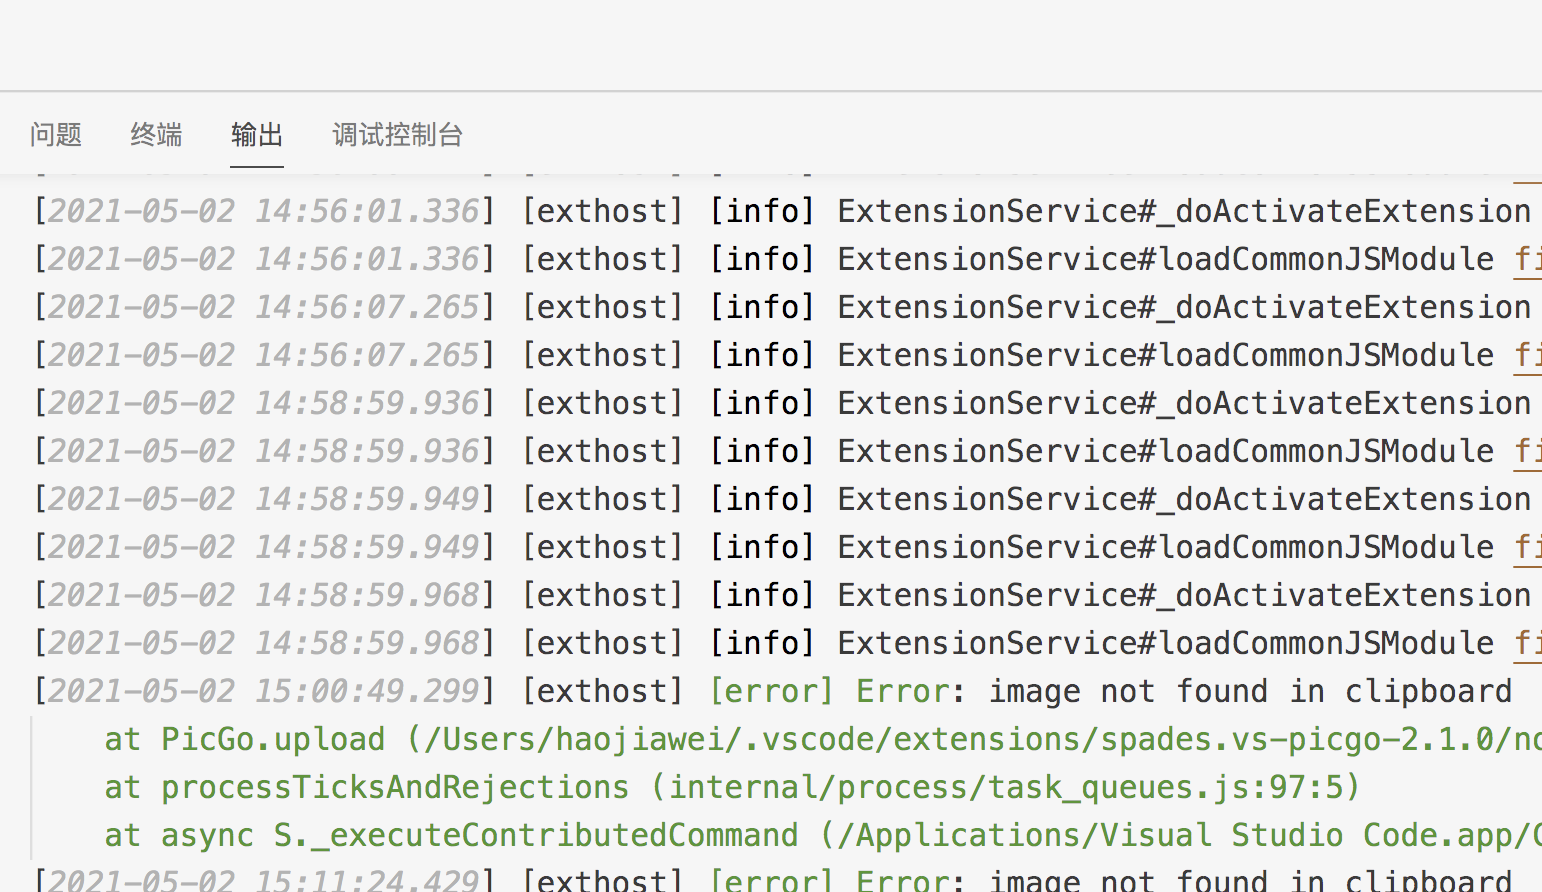 问题 终端 输出 调试控制台
[2021-05-02 14:56:01.336] [exthost] [info] ExtensionService#_doActivateExtension
[2021-05-02 14:56:01.336] [exthost] [info] ExtensionService#loadCommonJSModule fi
[2021-05-02 14:56:07.265] [exthost] [info] ExtensionService#_doActivateExtension
[2021-05-02 14:56:07.265] [exthost] [info] ExtensionService#loadCommonJSModule fi
[2021-05-02 14:58:59.936] [exthost] [info] ExtensionService#_doActivateExtension
[2021-05-02 14:58:59.936] [exthost] [info] ExtensionService#loadCommonJSModule fi
[2021-05-02 14:58:59.949] [exthost] [info] ExtensionService#_doActivateExtension
[2021-05-02 14:58:59.949] [exthost] [info] ExtensionService#loadCommonJSModule fi
[2021-05-02 14:58:59.968] [exthost] [info] ExtensionService#_doActivateExtension
[2021-05-02 14:58:59.968] [exthost] [info] ExtensionService#loadCommonJSModule fi
[2021-05-02 15:00:49.299] [exthost] [error] Error: image not found in clipboard
at PicGo.upload (/Users/haojiawei/.vscode/extensions/spades.vs-picgo-2.1.0/no
at processTicksAndRejections (internal/process/task_queues.js:97:5)
at async S._executeContributedCommand (/Applications/Visual Studio Code.app/C
[2021-05-02 15:11:24.429] [exthost] [error] Error: image not found in clipboard